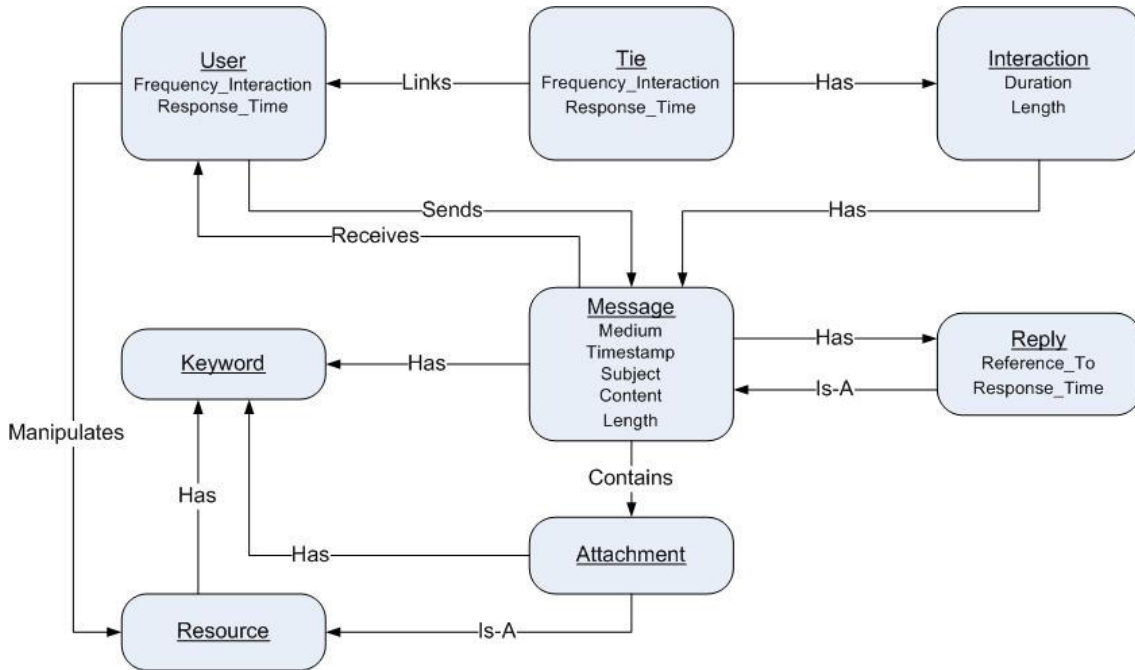 User
Frequency_Interaction
Response_Time
Links
Tie
Frequency_Interaction
Response_Time
Has
Interaction
Duration
Length
Sends
Receives
Has
Message
Medium
Timestamp
Subject
Content
Length
Has
Reply
Reference_To
Response_Time
Is-A
Keyword
Has
Manipulates
Contains
Has
Has
Attachment
Resource
Is-A